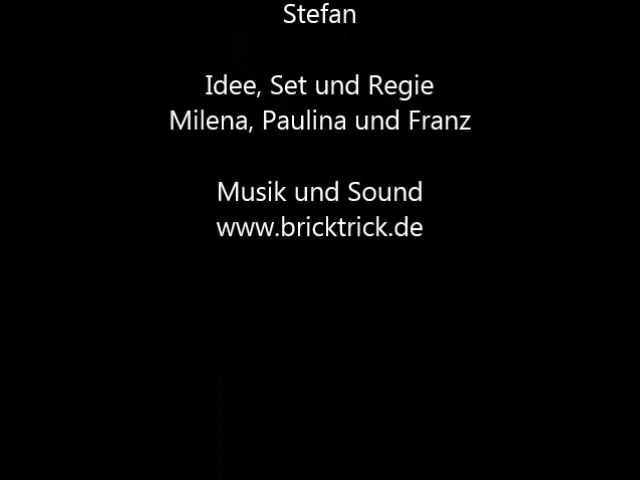 Stefan
Idee, Set und Regie
Milena, Paulina und Franz
Musik und Sound
www.bricktrick.de